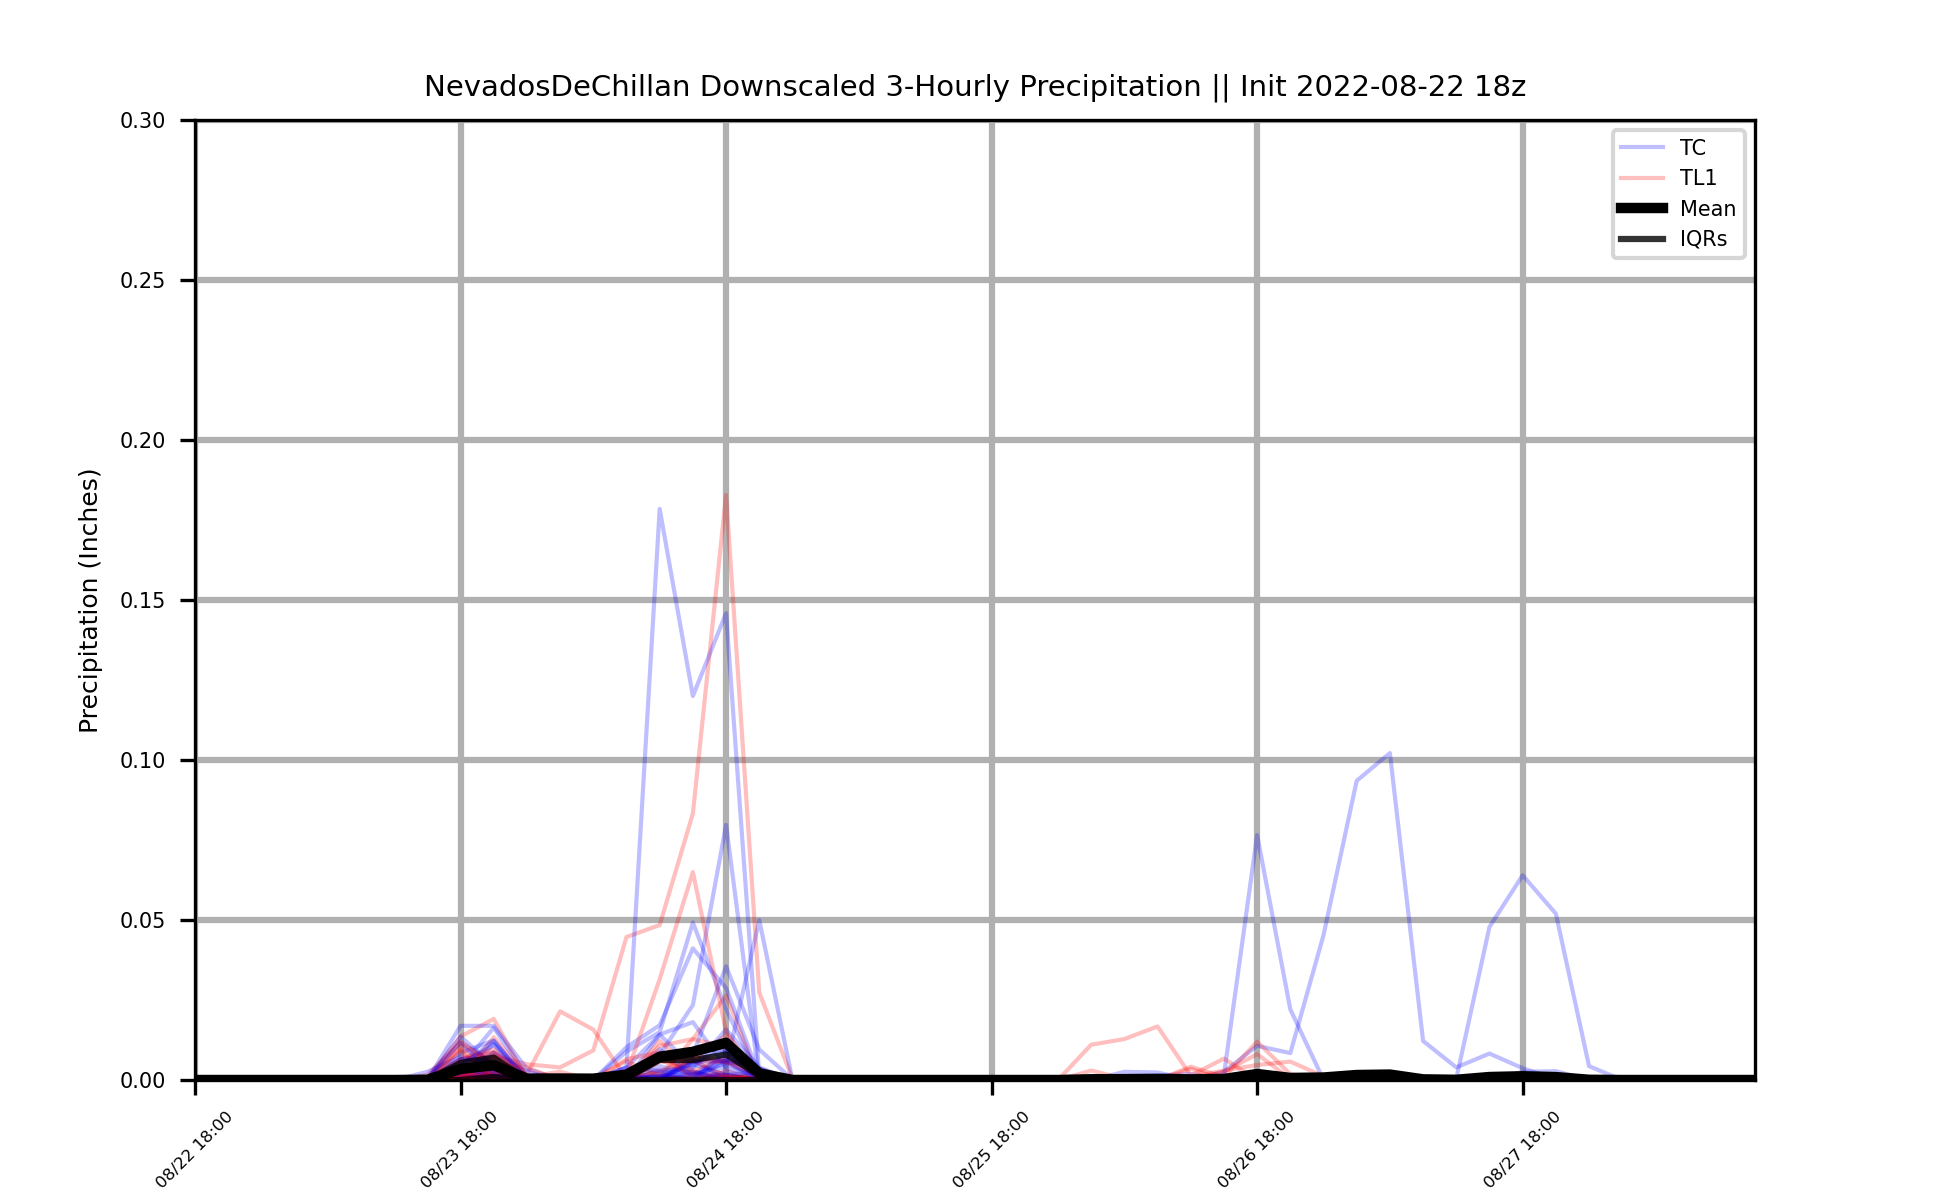 NevadosDeChillan Downscaled 3-Hourly Precipitation || Init 2022-08-22 18z
TC
TL1
Mean
IQRs
Precipitation (Inches)
0.30
0.25
0.20
0.15
0.10
0.05
0.00
08/22 18:00
08/23 18:00
08/24 18:00
08/25 18:00
08/26 18:00
08/27 18:00